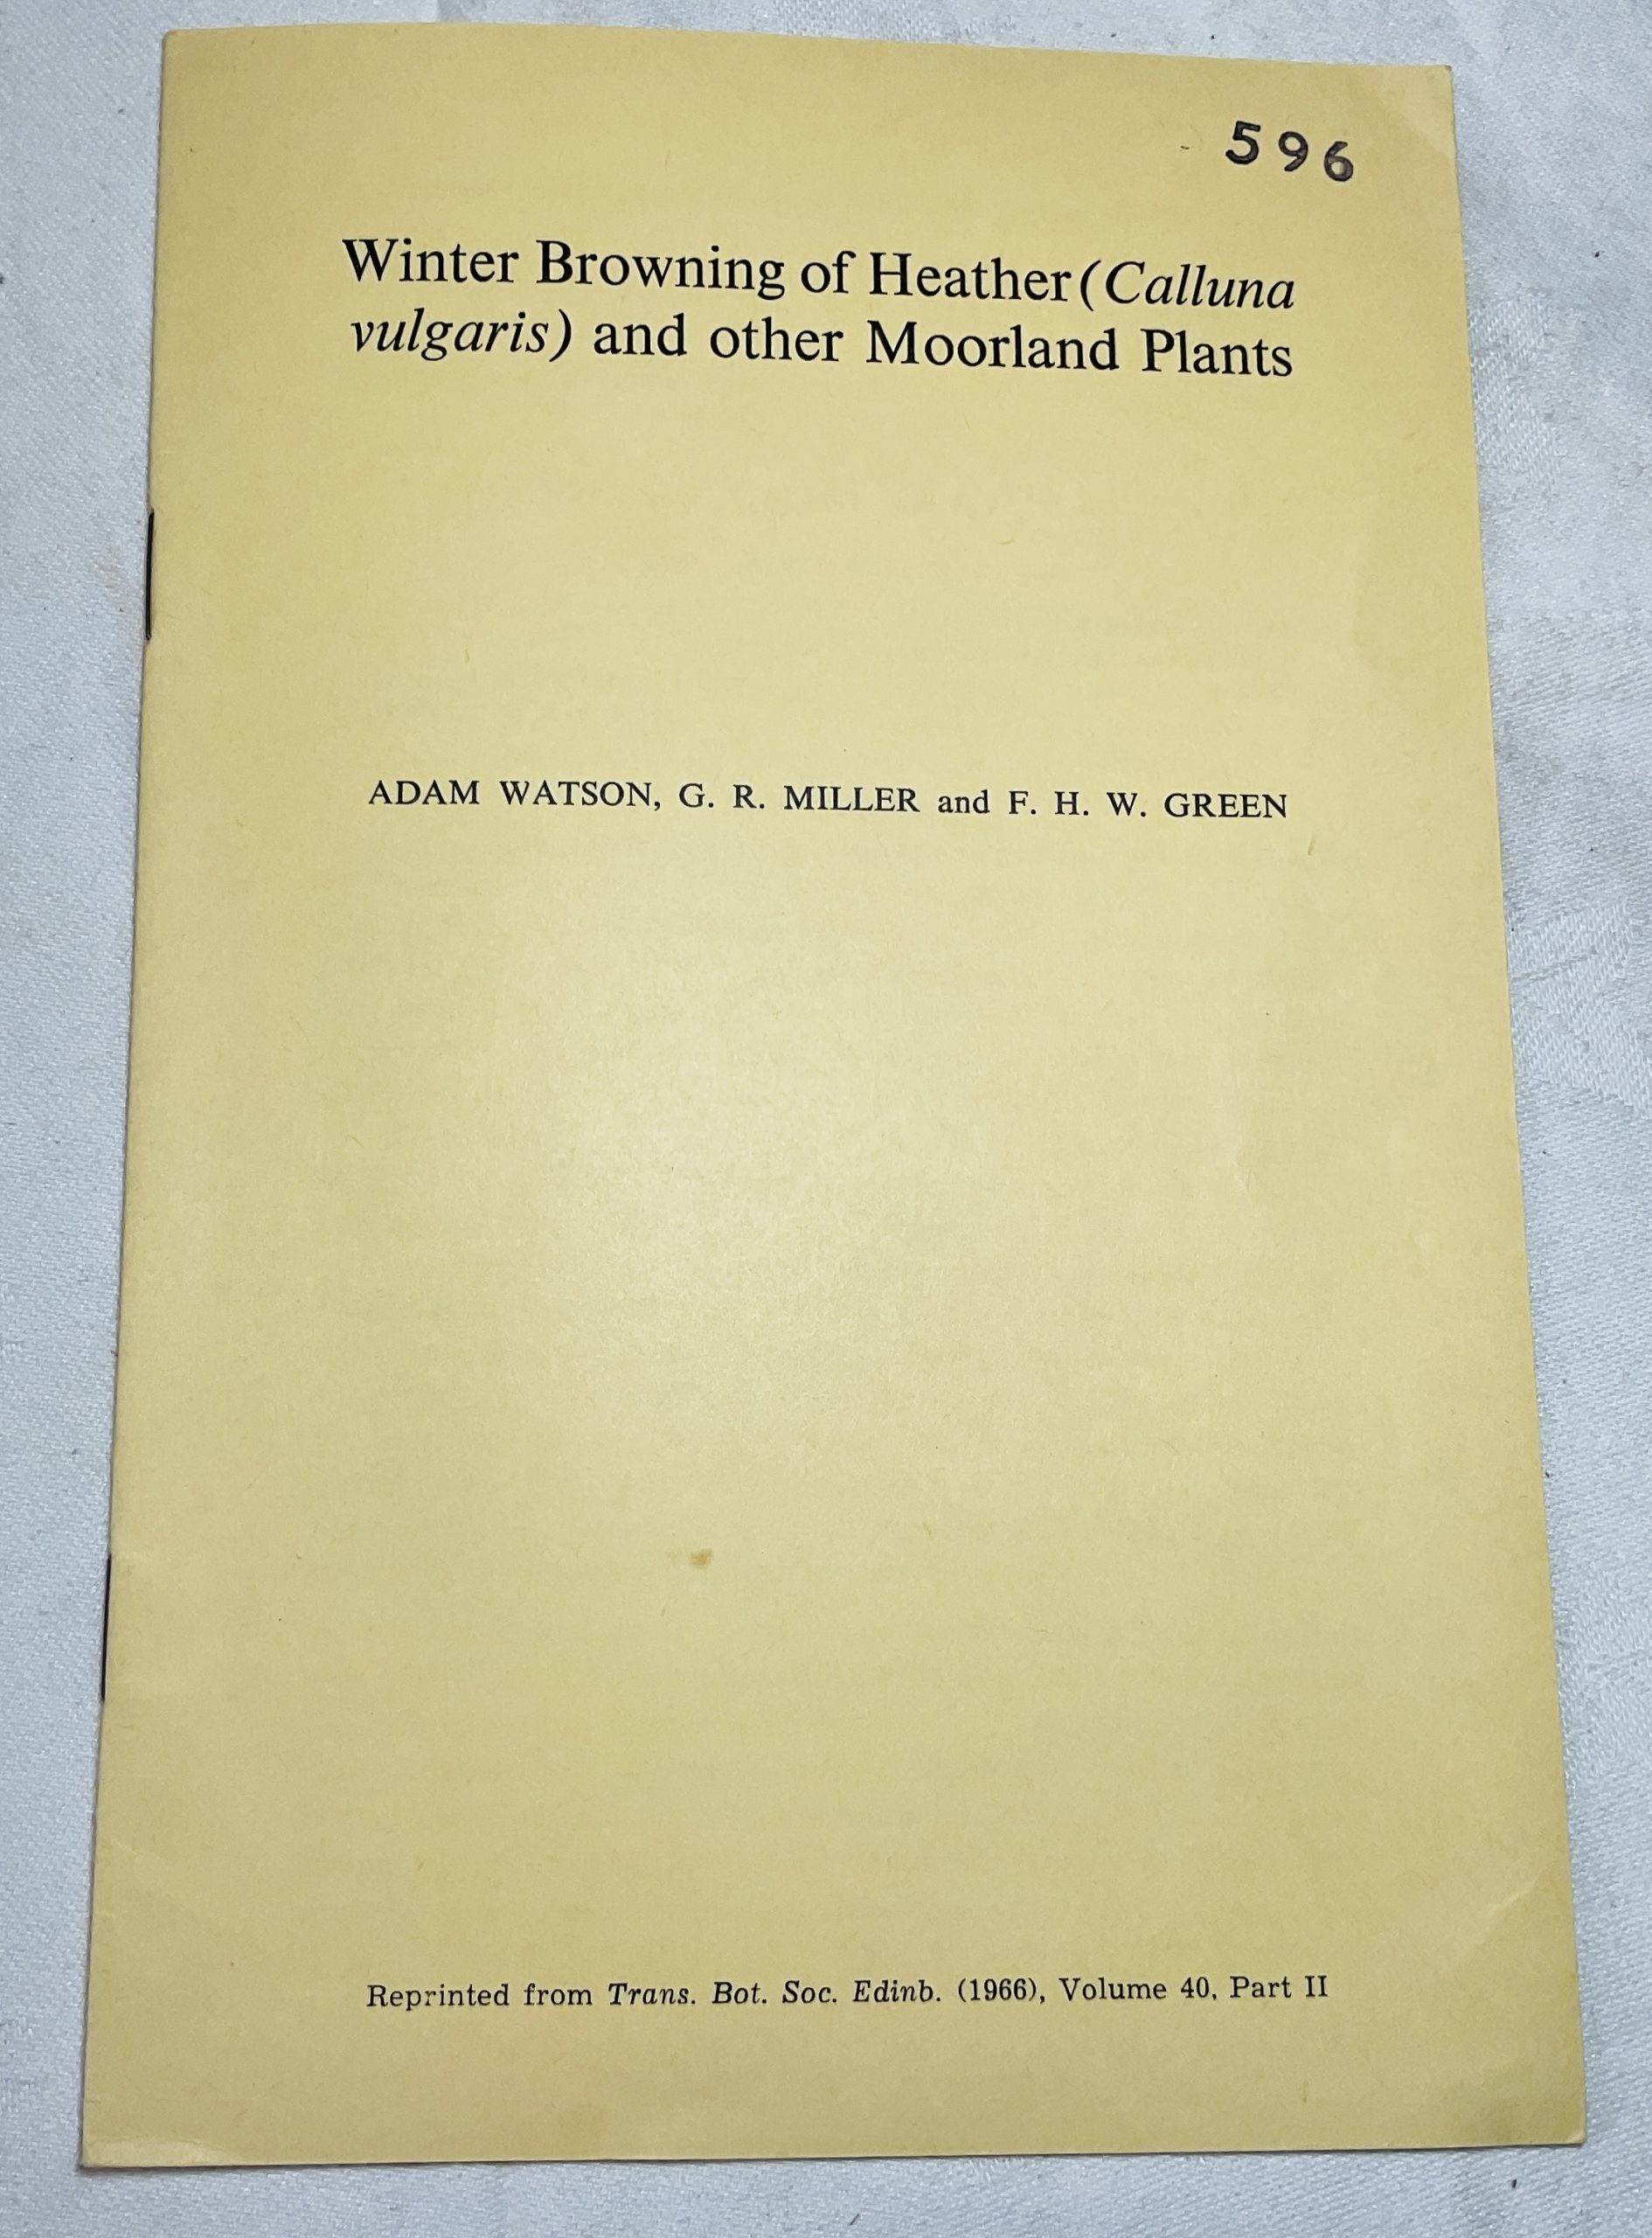 596
Winter Browning of Heather (Calluna
vulgaris) and other Moorland Plants
ADAM WATSON, G. R. MILLER and F. H. W. GREEN
Reprinted from Trans. Bot. Soc. Edinb. (1966), Volume 40, Part II